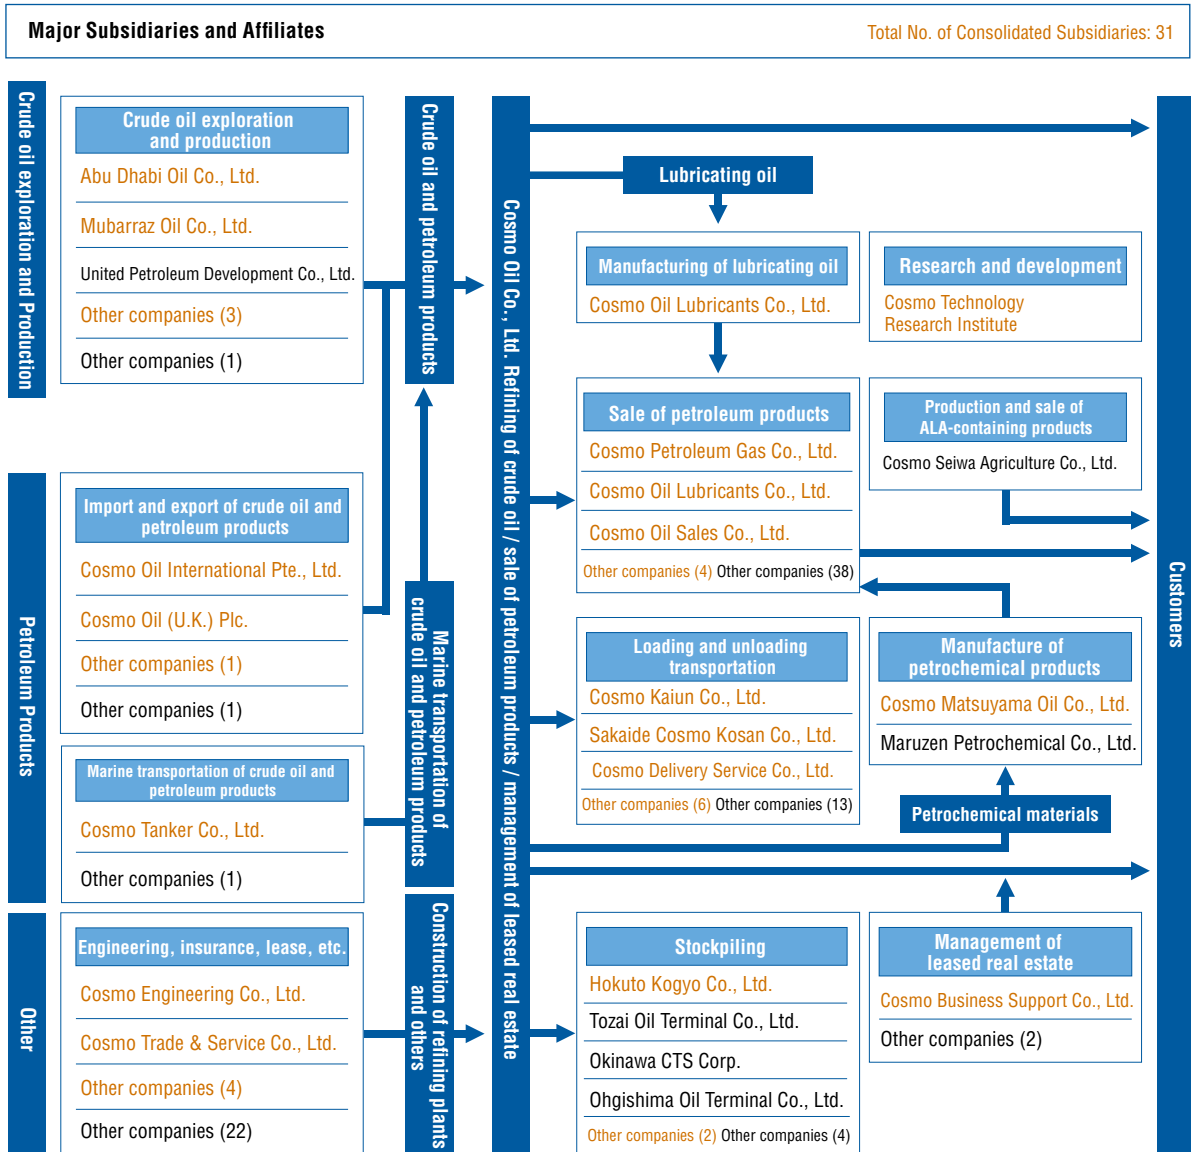 Major Subsidiaries and Affiliates
Total No. of Consolidated Subsidiaries: 31
Crude oil exploration and Production
Crude oil exploration
and production
Abu Dhabi Oil Co., Ltd.
Mubarraz Oil Co., Ltd.
United Petroleum Development Co., Ltd.
Other companies (3)
Other companies (1)
Petroleum Products
Import and export of crude oil and
petroleum products
Cosmo Oil International Pte., Ltd.
Cosmo Oil (U.K.) Plc.
Other companies (1)
Other companies (1)
Marine transportation of crude oil and
petroleum products
Cosmo Tanker Co., Ltd.
Other companies (1)
Other
Engineering, insurance, lease, etc.
Cosmo Engineering Co., Ltd.
Cosmo Trade & Service Co., Ltd.
Other companies (4)
Other companies (22)
Crude oil and petroleum products
Marine transportation of
crude oil and petroleum products
Construction of refining plants
and others
Cosmo Oil Co., Ltd. Refining of crude oil / sale of petroleum products / management of leased real estate
Lubricating oil
Manufacturing of lubricating oil
Cosmo Oil Lubricants Co., Ltd.
Research and development
Cosmo Technology
Research Institute
Sale of petroleum products
Cosmo Petroleum Gas Co., Ltd.
Cosmo Oil Lubricants Co., Ltd.
Cosmo Oil Sales Co., Ltd.
Other companies (4) Other companies (38)
Production and sale of
ALA-containing products
Cosmo Seiwa Agriculture Co., Ltd.
Loading and unloading
transportation
Cosmo Kaiun Co., Ltd.
Sakaide Cosmo Kosan Co., Ltd.
Cosmo Delivery Service Co., Ltd.
Other companies (6) Other companies (13)
Manufacture of
petrochemical products
Cosmo Matsuyama Oil Co., Ltd.
Maruzen Petrochemical Co., Ltd.
Petrochemical materials
Stockpiling
Hokuto Kogyo Co., Ltd.
Tozai Oil Terminal Co., Ltd.
Okinawa CTS Corp.
Ohgishima Oil Terminal Co., Ltd.
Other companies (2) Other companies (4)
Management of
leased real estate
Cosmo Business Support Co., Ltd.
Other companies (2)
Customers